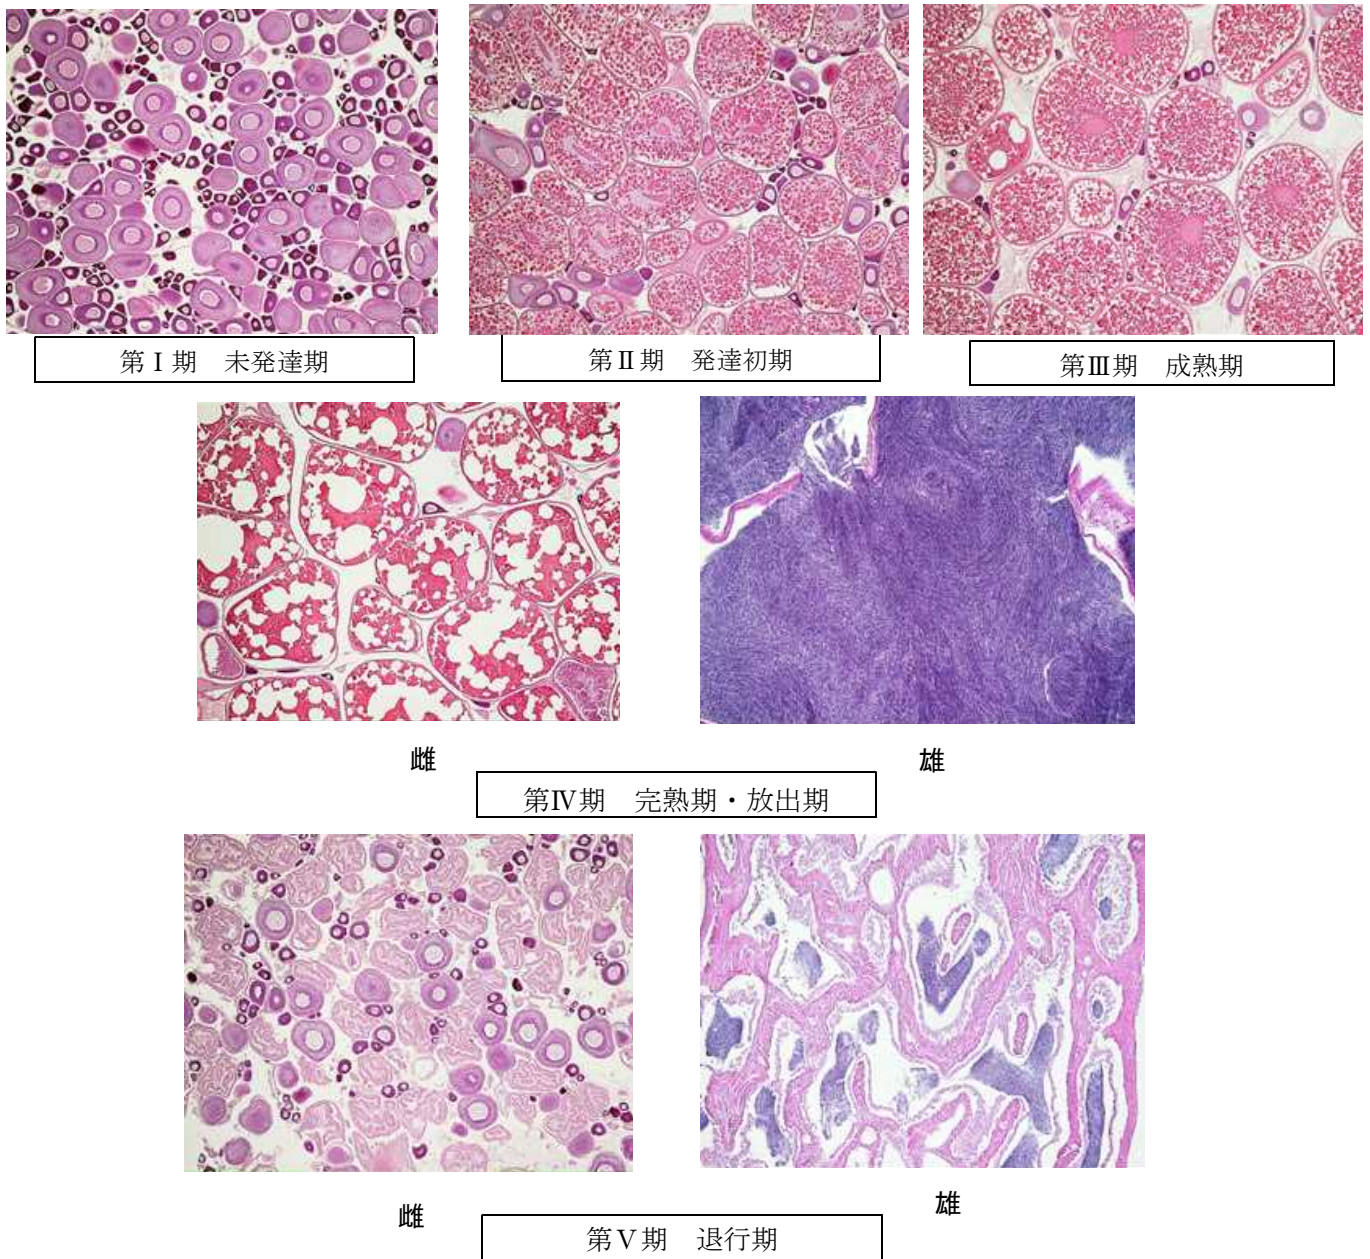 第Ⅰ期　未発達期
第Ⅱ期　発達初期
第Ⅲ期　成熟期
雌
雄
第Ⅳ期　完熟期・放出期
雌
雄
第Ⅴ期　退行期